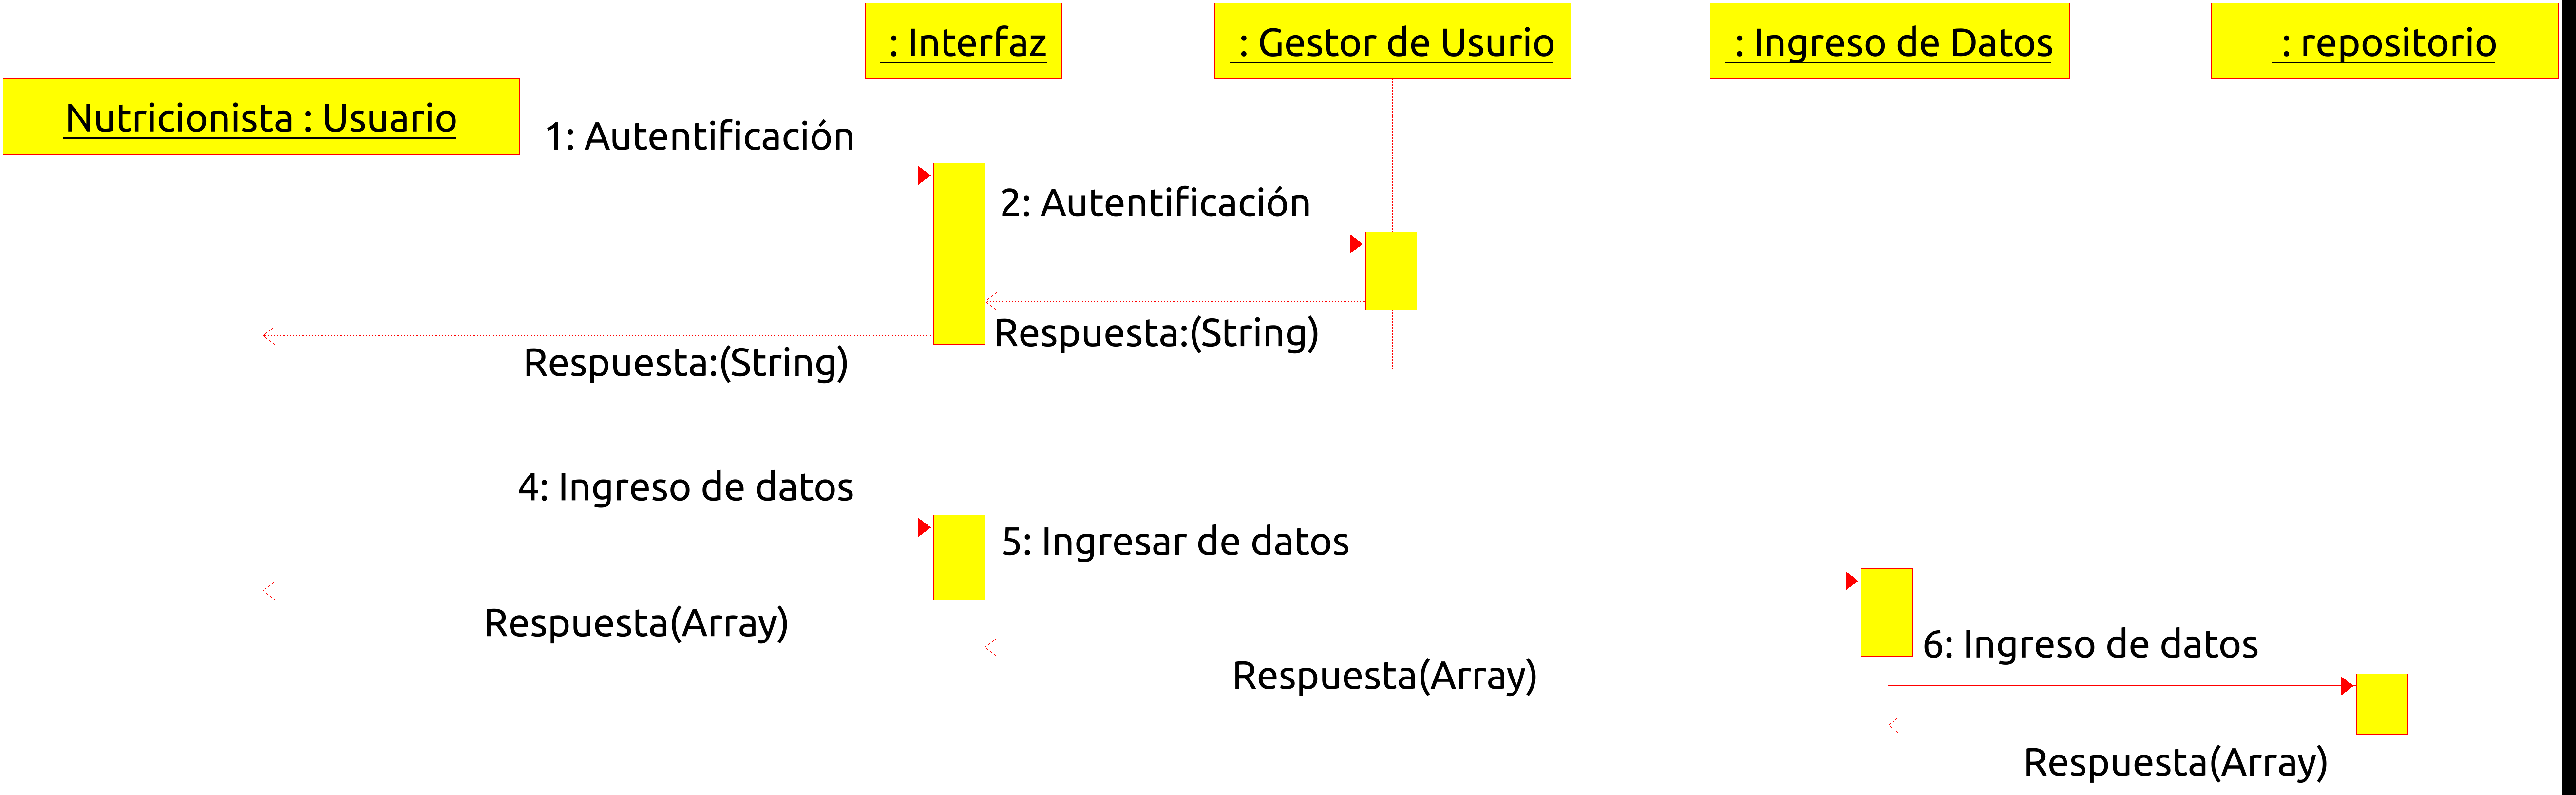 : Interfaz
: Gestor de Usurio
: Ingreso de Datos
: repositorio
Nutricionista : Usuario
1: Autentificación
2: Autentificación
Respuesta:(String)
Respuesta:(String)
4: Ingreso de datos
5: Ingresar de datos
Respuesta(Array)
6: Ingreso de datos
Respuesta(Array)
Respuesta(Array)